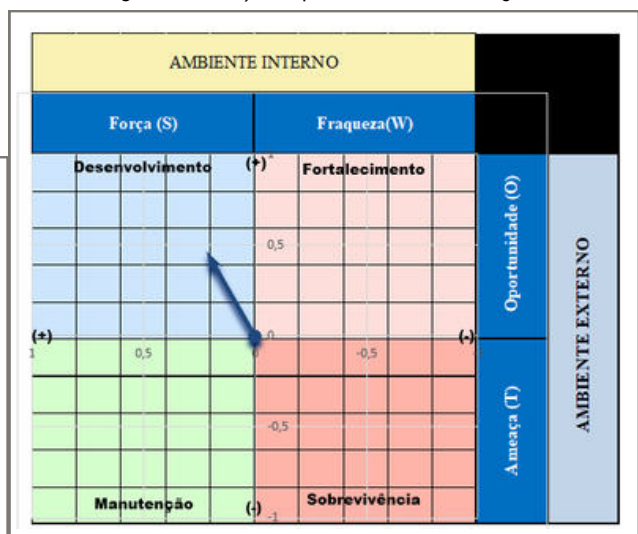 AMBIENTE INTERNO
Força (S)
Fraqueza(W)
Desenvolvimento
(+)
Fortalecimento
0,5
Oportunidade (O)
AMBIENTE EXTERNO
(+)
0
(-)
1
0,5
0
-0,5
-0,5
Ameaça (T)
Manutenção
(-)
Sobrevivência
-1